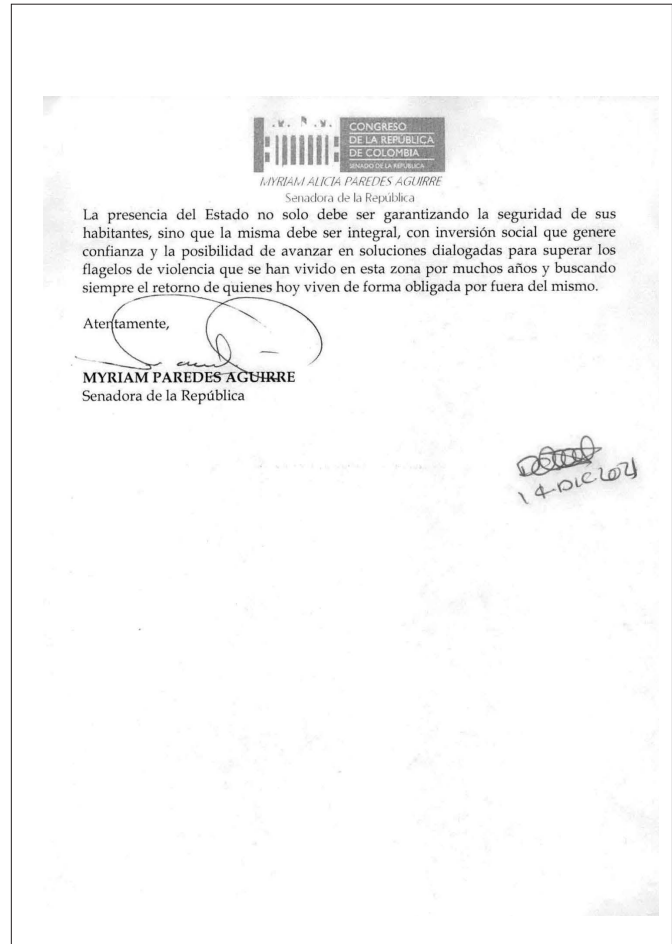 CONGRESO
DE LA REPÚBLICA
DE COLOMBIA
SENADO DE LA REPÚBLICA
MYRIAM ALICIA PAREDES AGUIRRE
Senadora de la República
La presencia del Estado no solo debe ser garantizando la seguridad de sus
habitantes, sino que la misma debe ser integral, con inversión social que genere
confianza y la posibilidad de avanzar en soluciones dialogadas para superar los
flagelos de violencia que se han vivido en esta zona por muchos años y buscando
siempre el retorno de quienes hoy viven de forma obligada por fuera del mismo.
Atentamente,
MYRIAM PAREDES AGUIRRE
Senadora de la República
14 DIC 2021